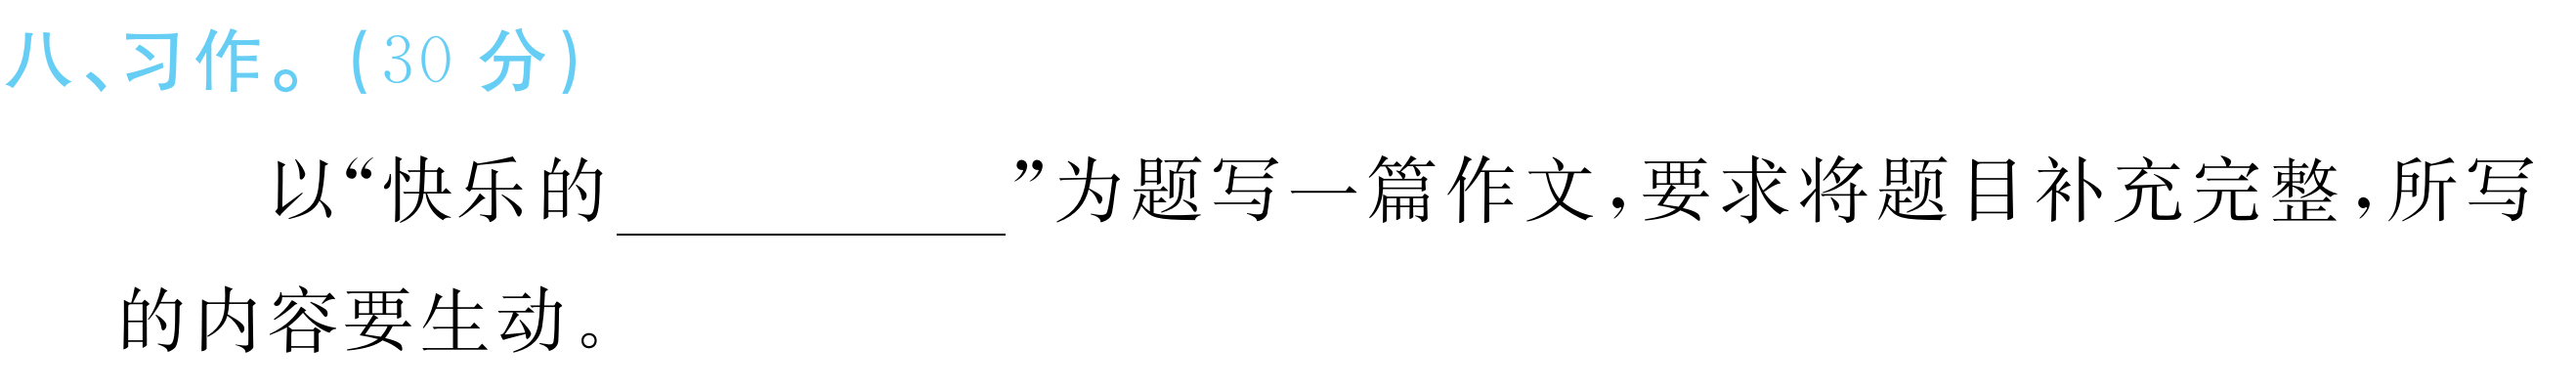 八、习作。(30 分)
以“快乐的__________”为题写一篇作文,要求将题目补充完整,所写
的内容要生动。